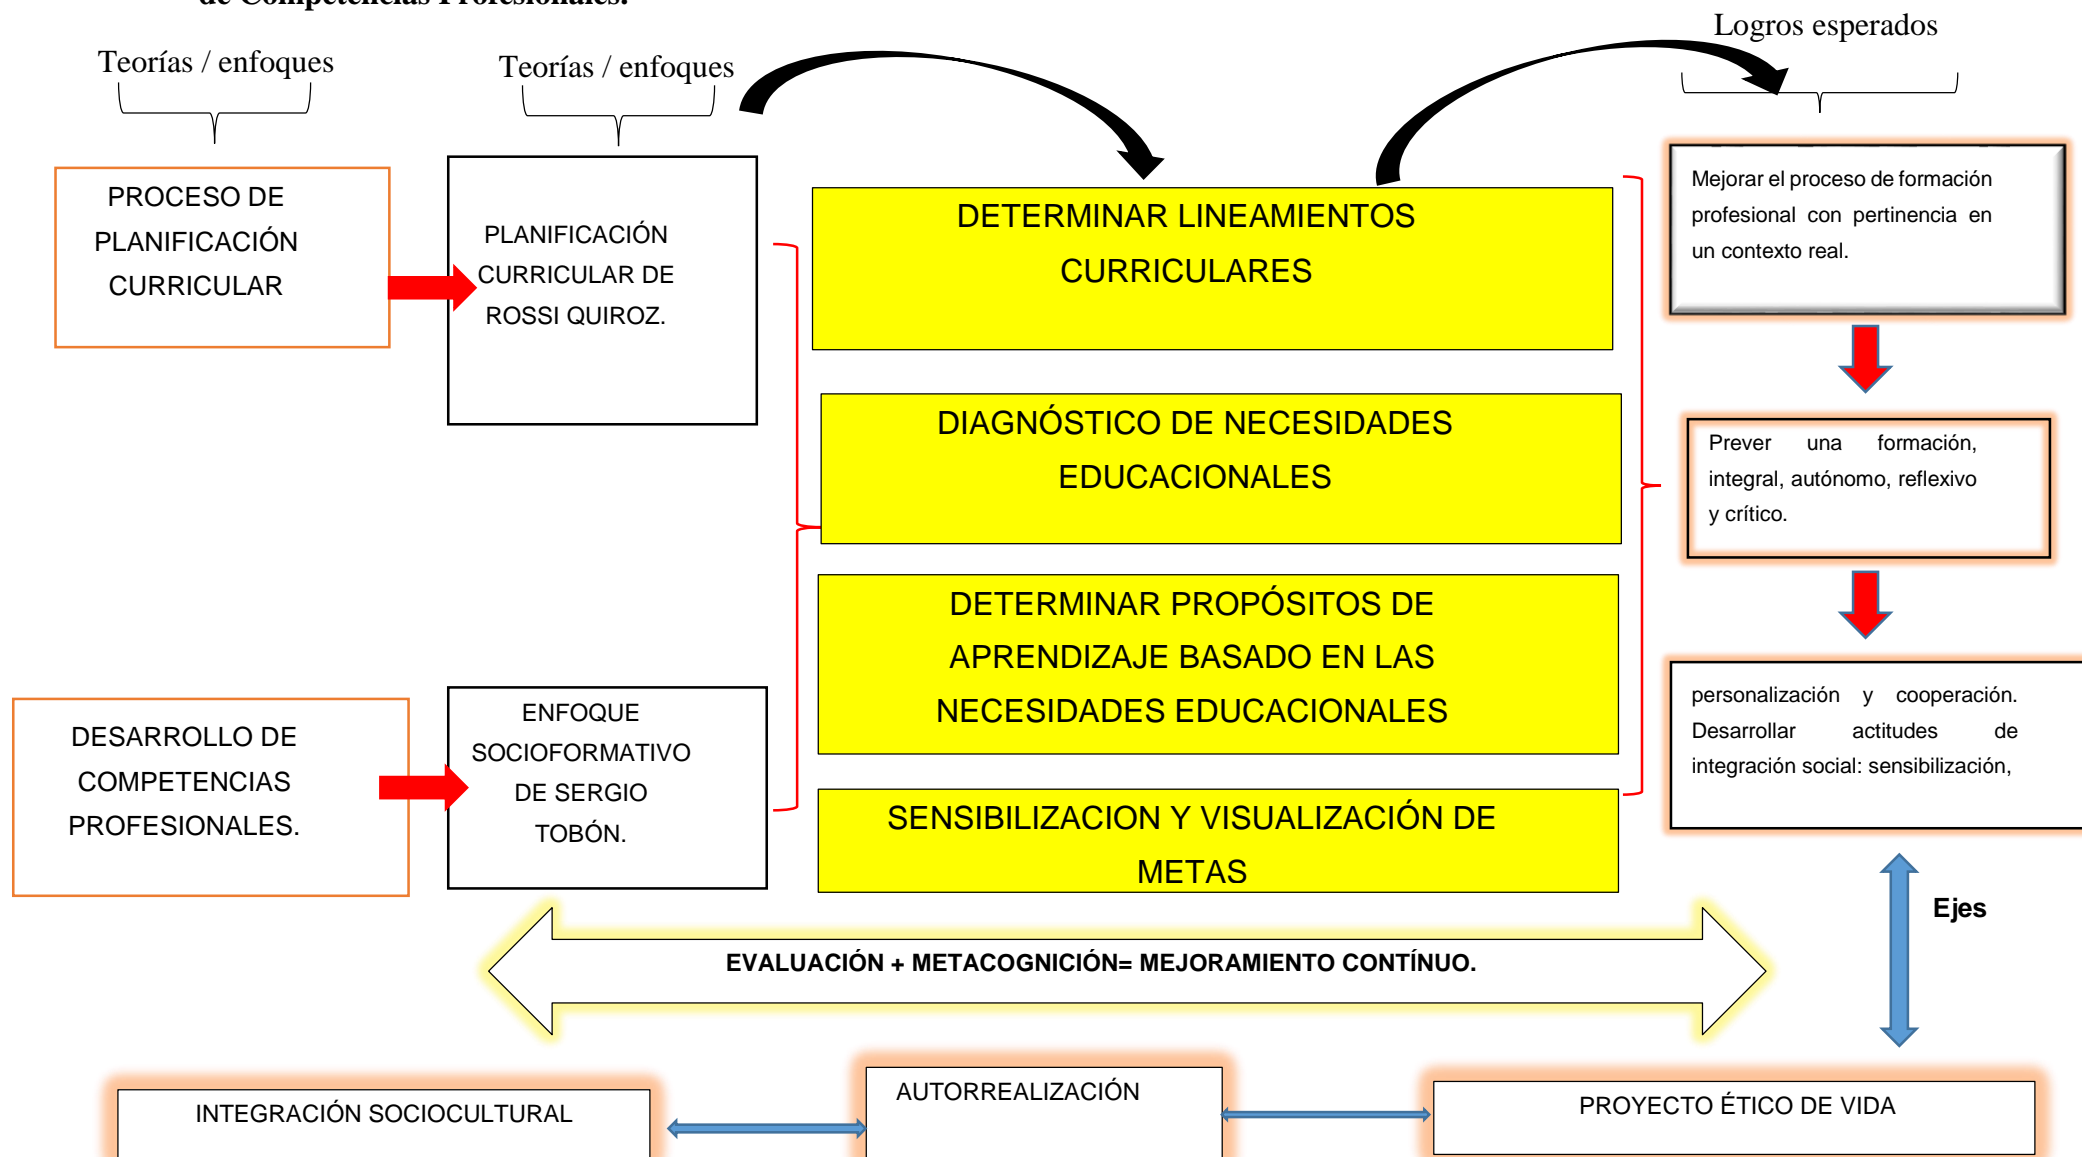 de Competencias Profesionales.
Teorías / enfoques
Teorías / enfoques
Logros esperados
PROCESO DE
PLANIFICACIÓN
CURRICULAR
PLANIFICACIÓN
CURRICULAR DE
ROSSI QUIROZ.
DETERMINAR LINEAMIENTOS
CURRICULARES
Mejorar el proceso de formación
profesional con pertinencia en
un contexto real.
DIAGNÓSTICO DE NECESIDADES
EDUCACIONALES
Prever una formación,
integral, autónomo, reflexivo
y crítico.
DETERMINAR PROPÓSITOS DE
APRENDIZAJE BASADO EN LAS
NECESIDADES EDUCACIONALES
DESARROLLO DE
COMPETENCIAS
PROFESIONALES.
ENFOQUE
SOCIOFORMATIVO
DE SERGIO
TOBÓN.
personalización y cooperación.
Desarrollar actitudes de
integración social: sensibilización,
SENSIBILIZACION Y VISUALIZACIÓN DE
METAS
Ejes
EVALUACIÓN + METACOGNICIÓN= MEJORAMIENTO CONTÍNUO.
INTEGRACIÓN SOCIOCULTURAL
AUTORREALIZACIÓN
PROYECTO ÉTICO DE VIDA